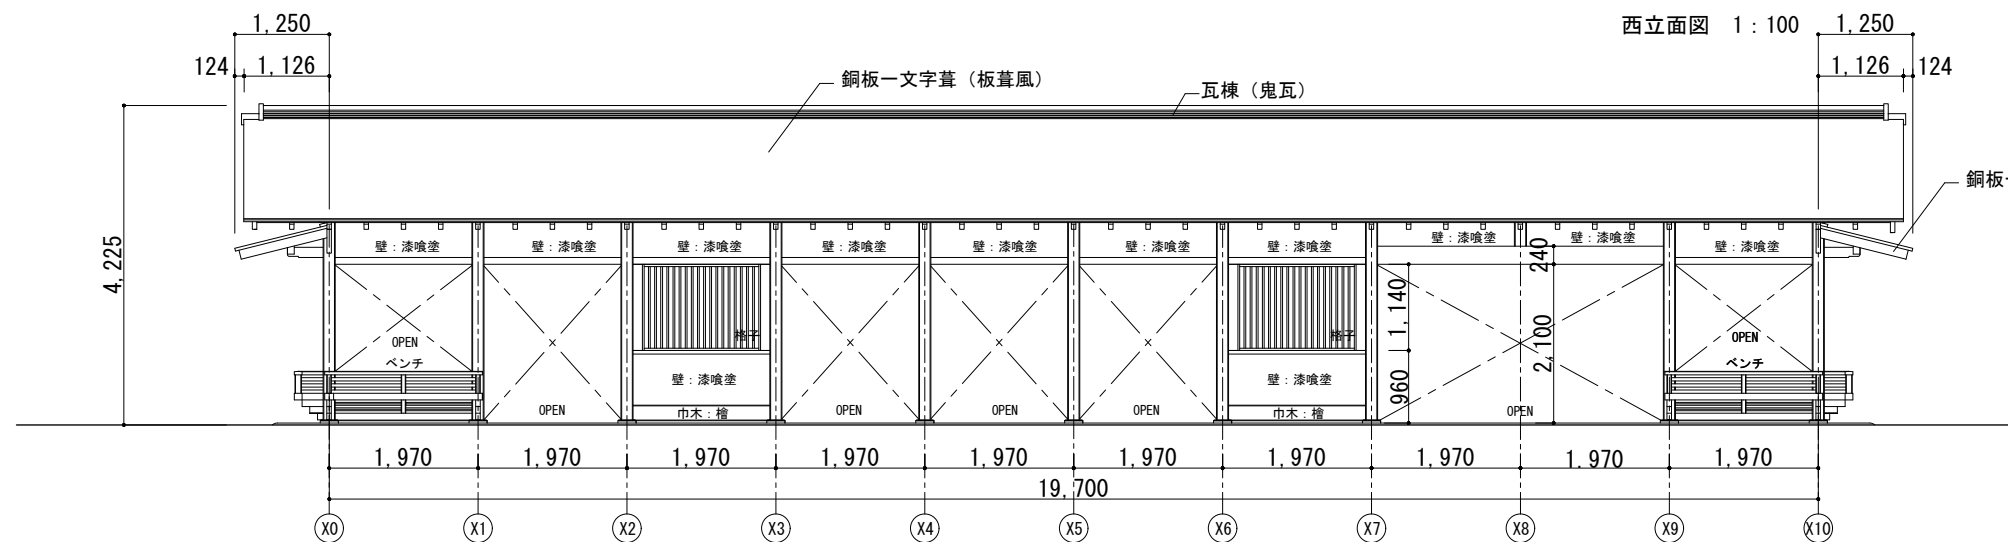 西立面図 1：100
1,250
1,250
124
1,126
1,126
124
銅板一文字葺（板葺風）
瓦棟（鬼瓦）
銅板
4,225
壁：漆喰塗
壁：漆喰塗
壁：漆喰塗
壁：漆喰塗
壁：漆喰塗
壁：漆喰塗
壁：漆喰塗
壁：漆喰塗
壁：漆喰塗
壁：漆喰塗
240
1,140
2,100
960
格子
格子
OPEN
ベンチ
OPEN
ベンチ
壁：漆喰塗
壁：漆喰塗
OPEN
巾木：檜
OPEN
OPEN
OPEN
巾木：檜
OPEN
1,970
1,970
1,970
1,970
1,970
1,970
1,970
1,970
1.970
1,970
19,700
X0
X1
X2
X3
X4
X5
X6
X7
X8
X9
X10